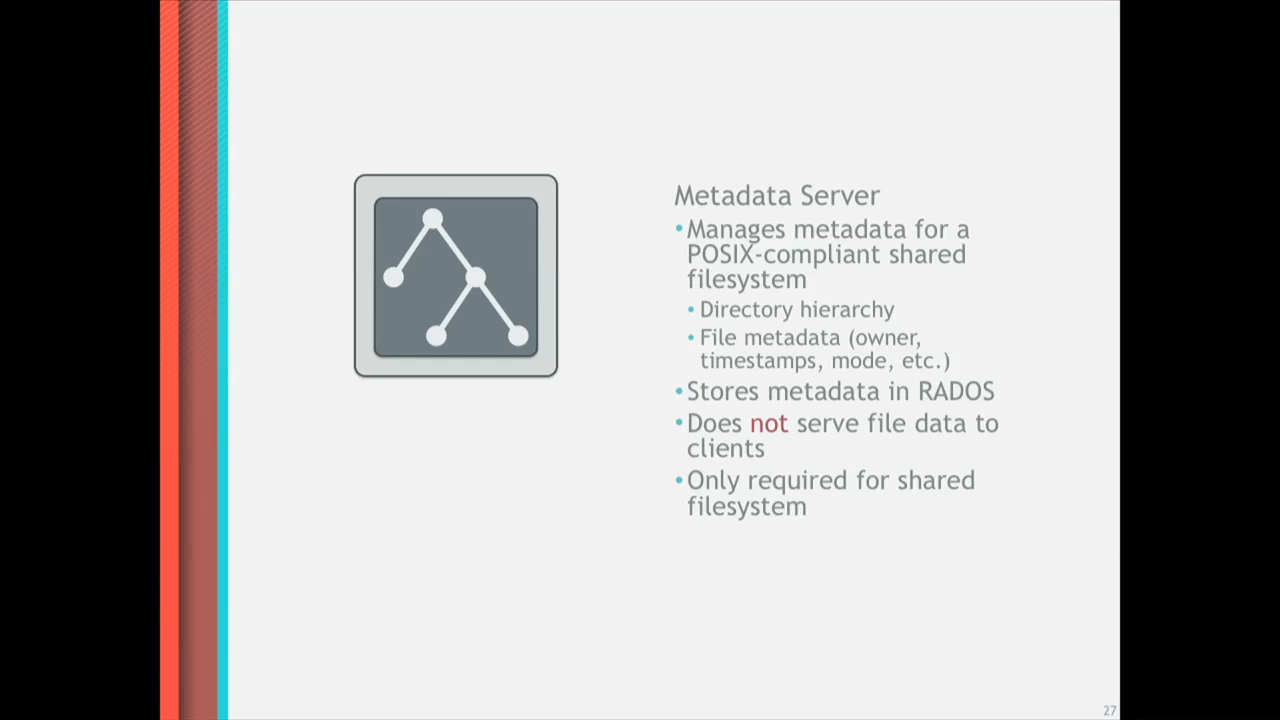 Metadata Server
•Manages metadata for a
POSIX-compliant shared
filesystem
•Directory hierarchy
•File metadata (owner,
timestamps, mode, etc.)
•Stores metadata in RADOS
•Does not serve file data to
clients
•Only required for shared
filesystem
27